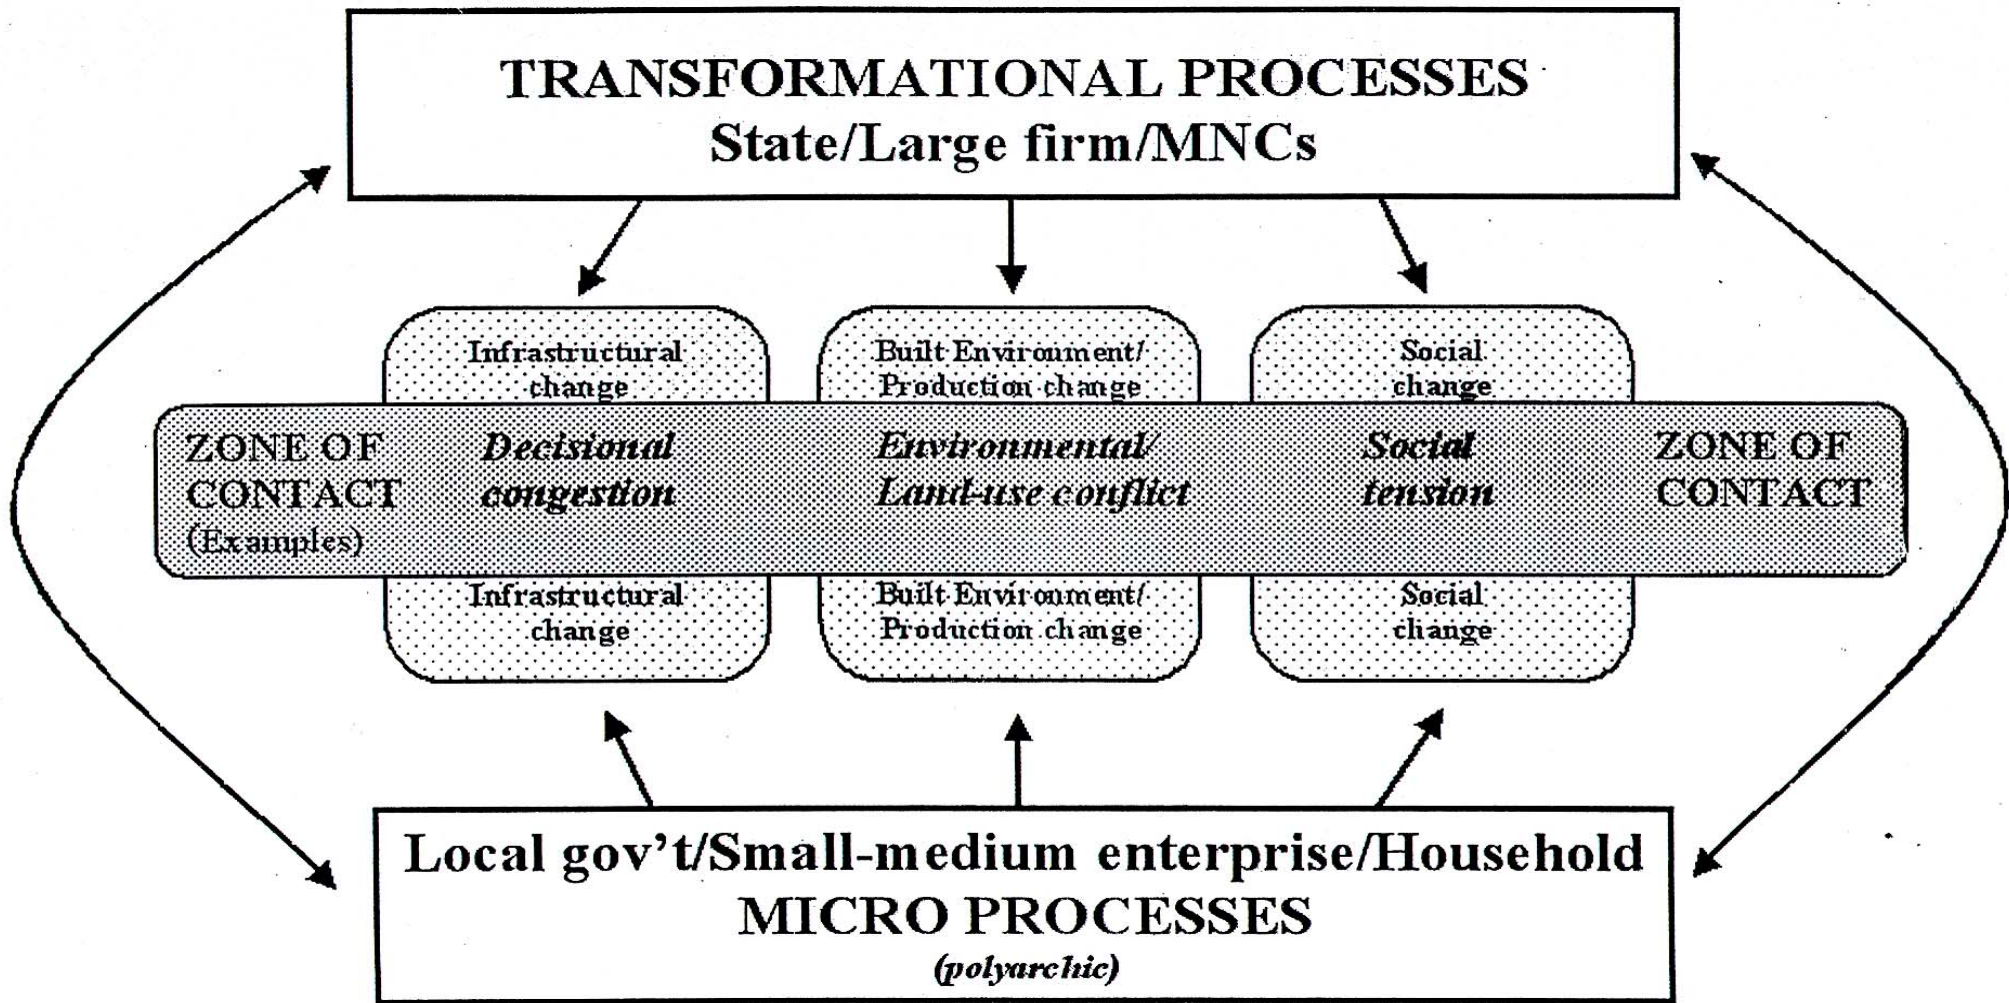 TRANSFORMATIONAL PROCESSES
State/Large firm/MNCs
Infrastructural
change
Built Environment/
Production change
Social
change
ZONE OF
CONTACT
(Examples)
Decisional
congestion
Environmental/
Land-use conflict
Social
tension
ZONE OF
CONTACT
Infrastructural
change
Built Environment/
Production change
Social
change
Local gov't/Small-medium enterprise/Household
MICRO PROCESSES
(polyarchic)